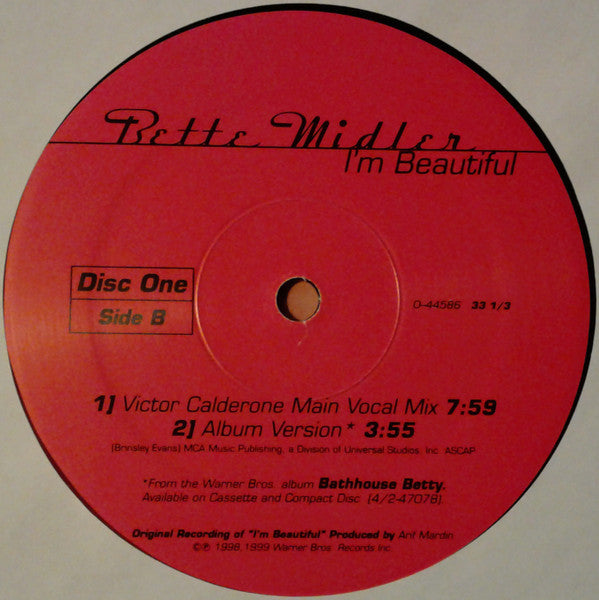 Bette Midler
I'm Beautiful
Disc One
Side B
0-44586 33 1/3
1] Victor Calderone Main Vocal Mix 7:59
2] Album Version* 3:55
(Brinsley Evans) MCA Music Publishing, a Division of Universal Studios, Inc. ASCAP
*From the Warner Bros. album Bathhouse Betty.
Available on Cassette and Compact Disc [4/2-47078].
Original Recording of "I'm Beautiful" Produced by Arif Mardin
©℗ 1998, 1999 Warner Bros. Records Inc.